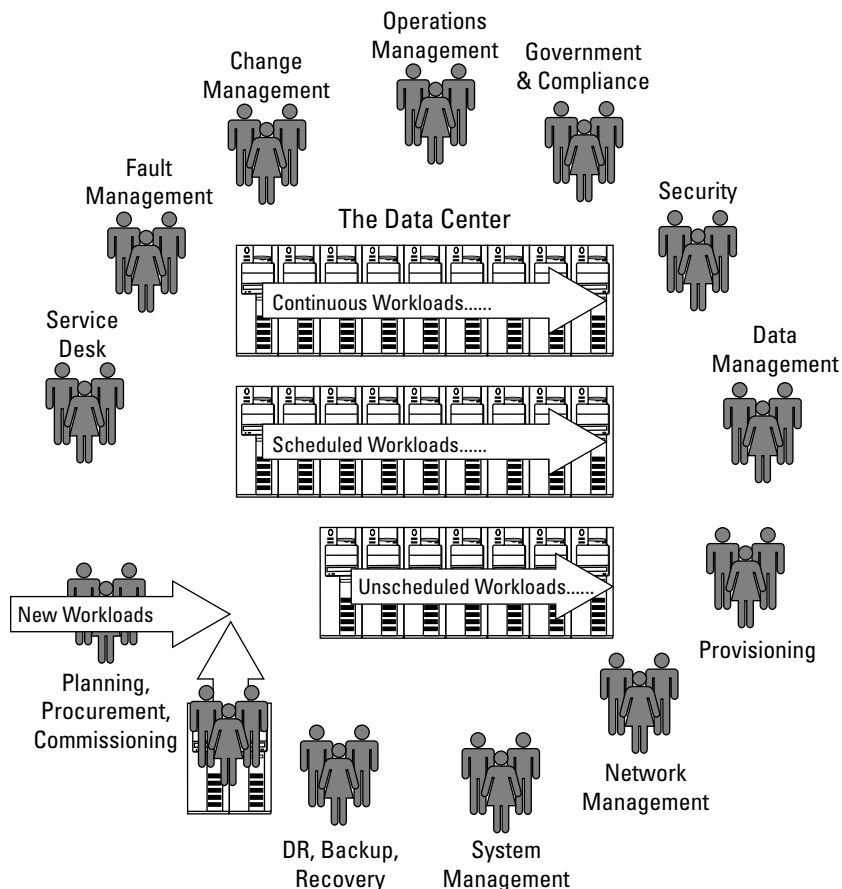 Operations
Management
Government
& Compliance
Change
Management
Fault
Management
Security
The Data Center
Continuous Workloads......
Service
Desk
Data
Management
Scheduled Workloads......
Unscheduled Workloads......
New Workloads
Provisioning
Planning,
Procurement,
Commissioning
Network
Management
DR, Backup,
Recovery
System
Management